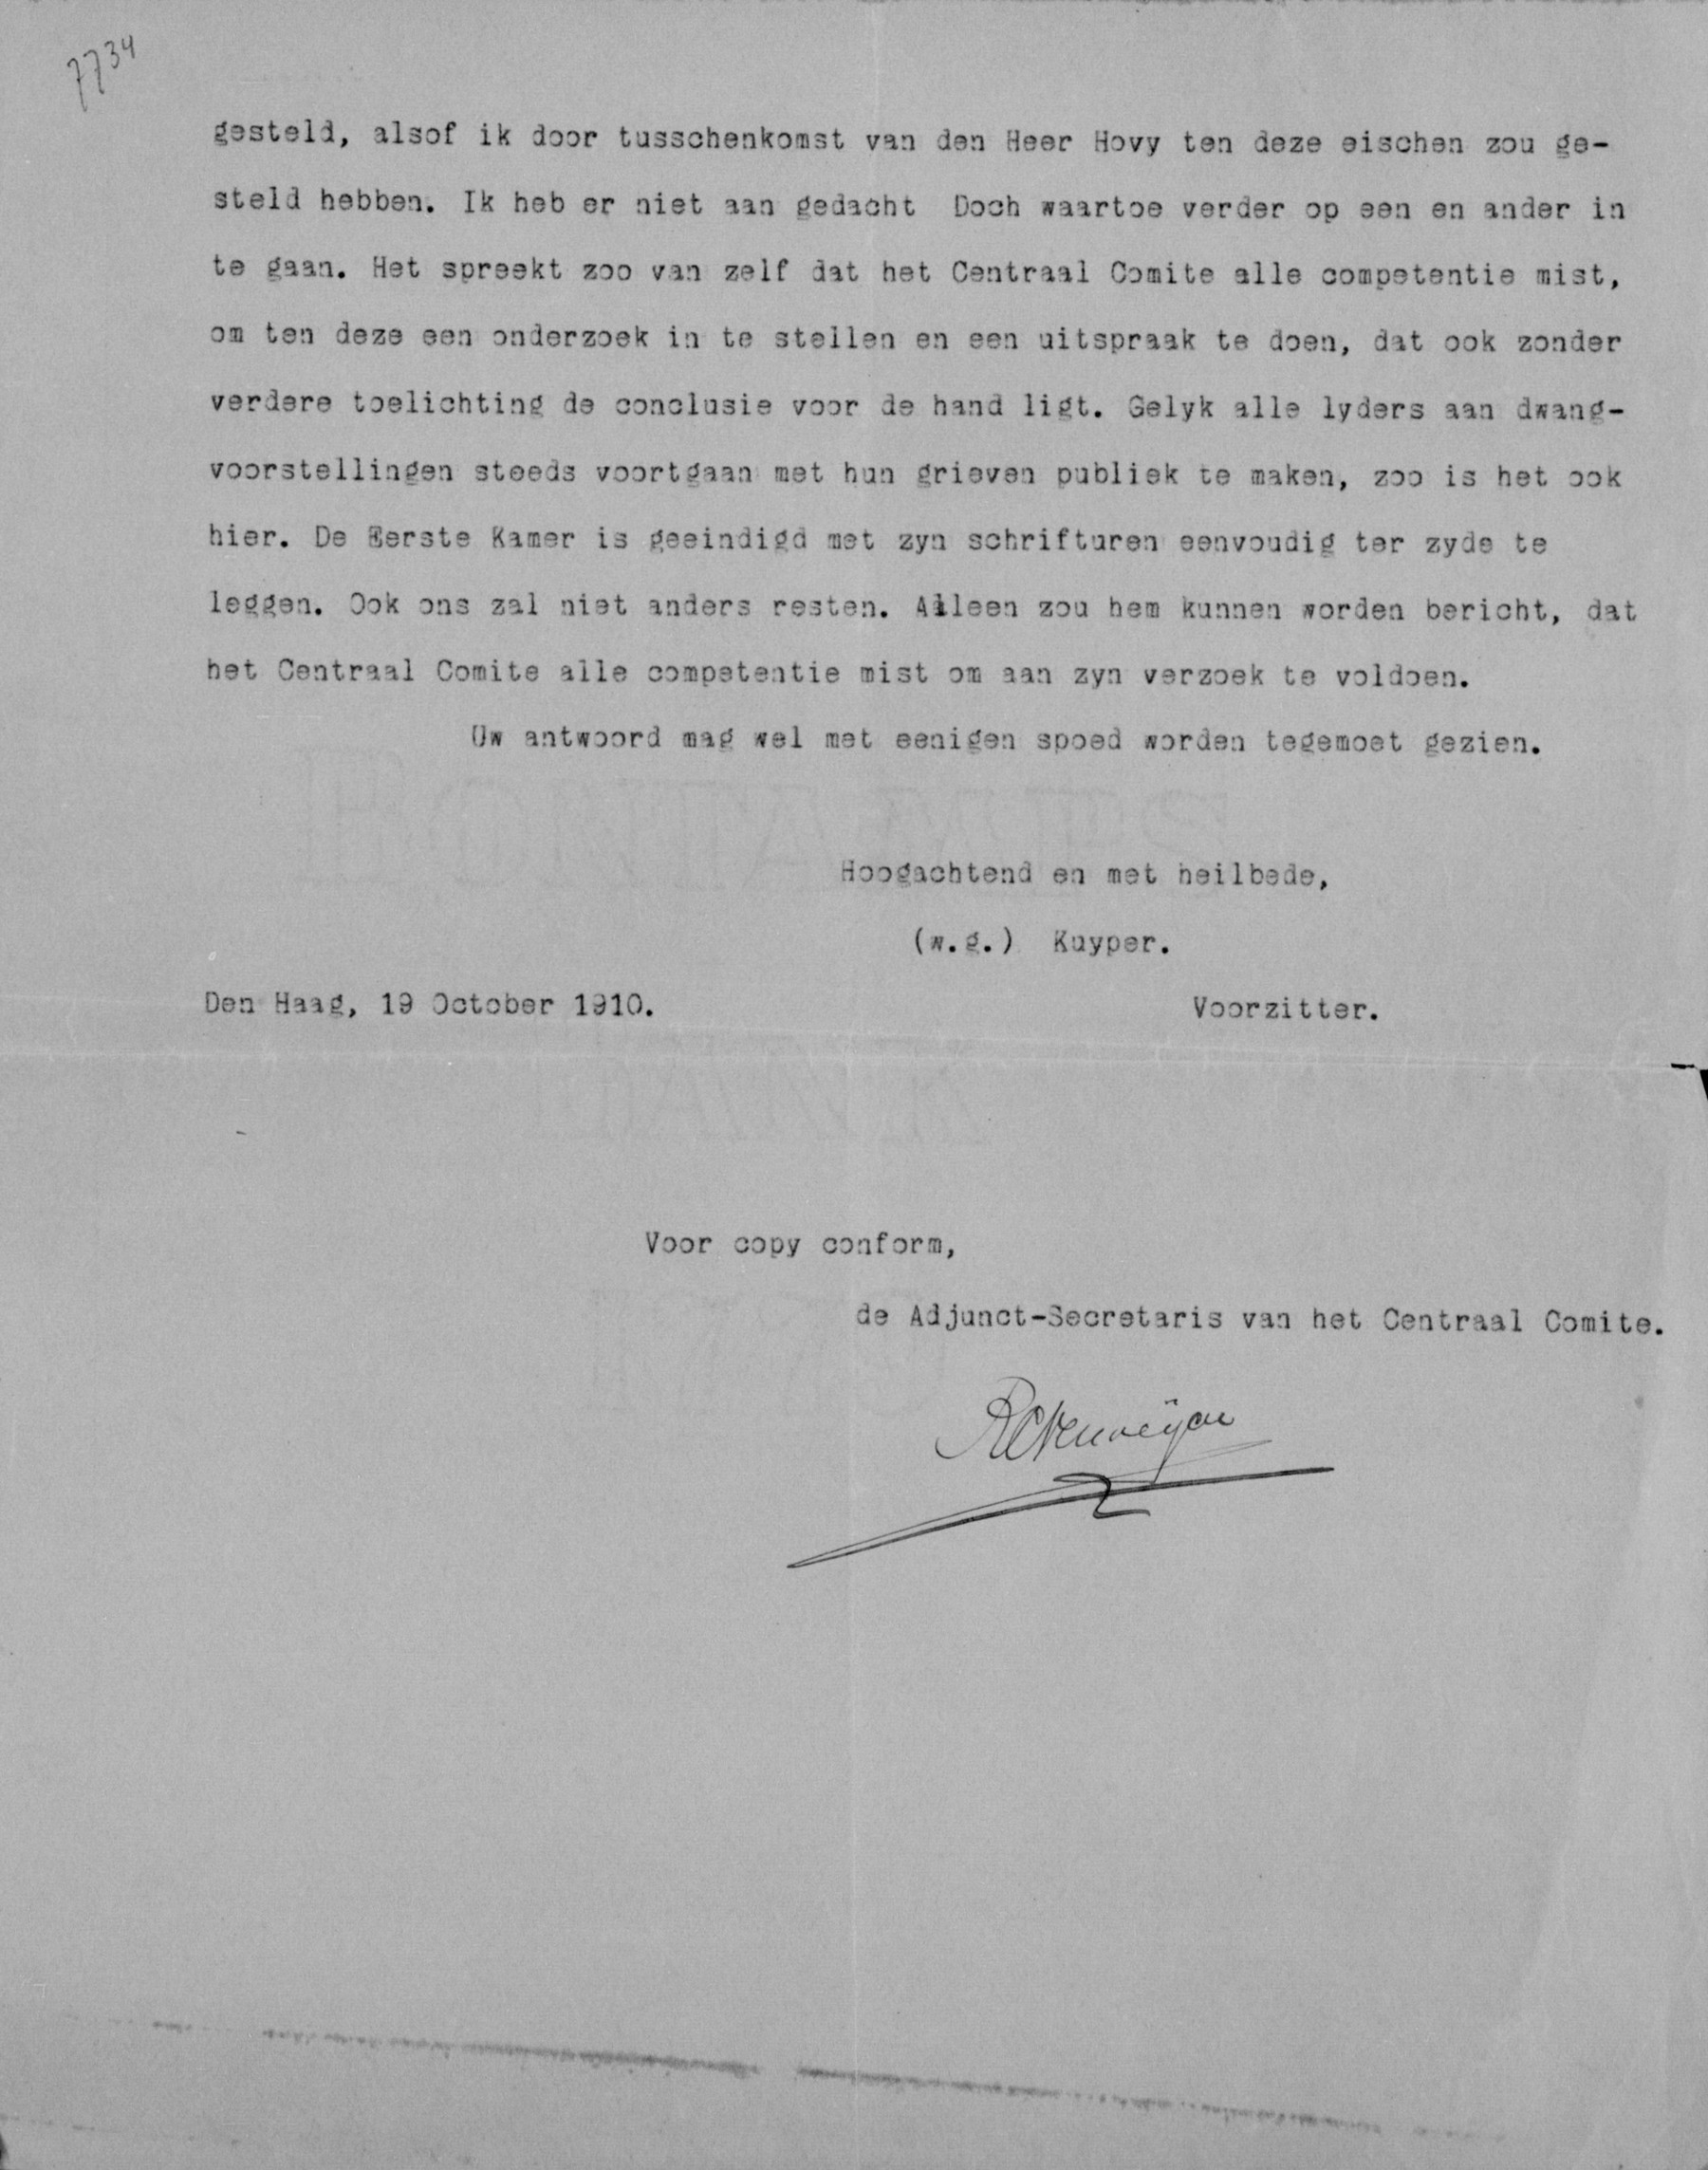 7734
gesteld, alsof ik door tusschenkomst van den Heer Hovy ten deze eischen zou ge-
steld hebben. Ik heb er niet aan gedacht Doch waartoe verder op een en ander in
te gaan. Het spreekt zoo van zelf dat het Centraal Comite alle competentie mist,
om ten deze een onderzoek in te stellen en een uitspraak te doen, dat ook zonder
verdere toelichting de conclusie voor de hand ligt. Gelyk alle lyders aan dwang-
voorstellingen steeds voortgaan met hun grieven publiek te maken, zoo is het ook
hier. De Eerste Kamer is geeindigd met zyn schrifturen eenvoudig ter zyde te
leggen. Ook ons zal niet anders resten. Alleen zou hem kunnen worden bericht, dat
het Centraal Comite alle competentie mist om aan zyn verzoek te voldoen.
Uw antwoord mag wel met eenigen spoed worden tegemoet gezien.
Hoogachtend en met heilbede,
(w.g.) Kuyper.
Den Haag, 19 October 1910. Voorzitter.
Voor copy conform,
de Adjunct-Secretaris van het Centraal Comite.